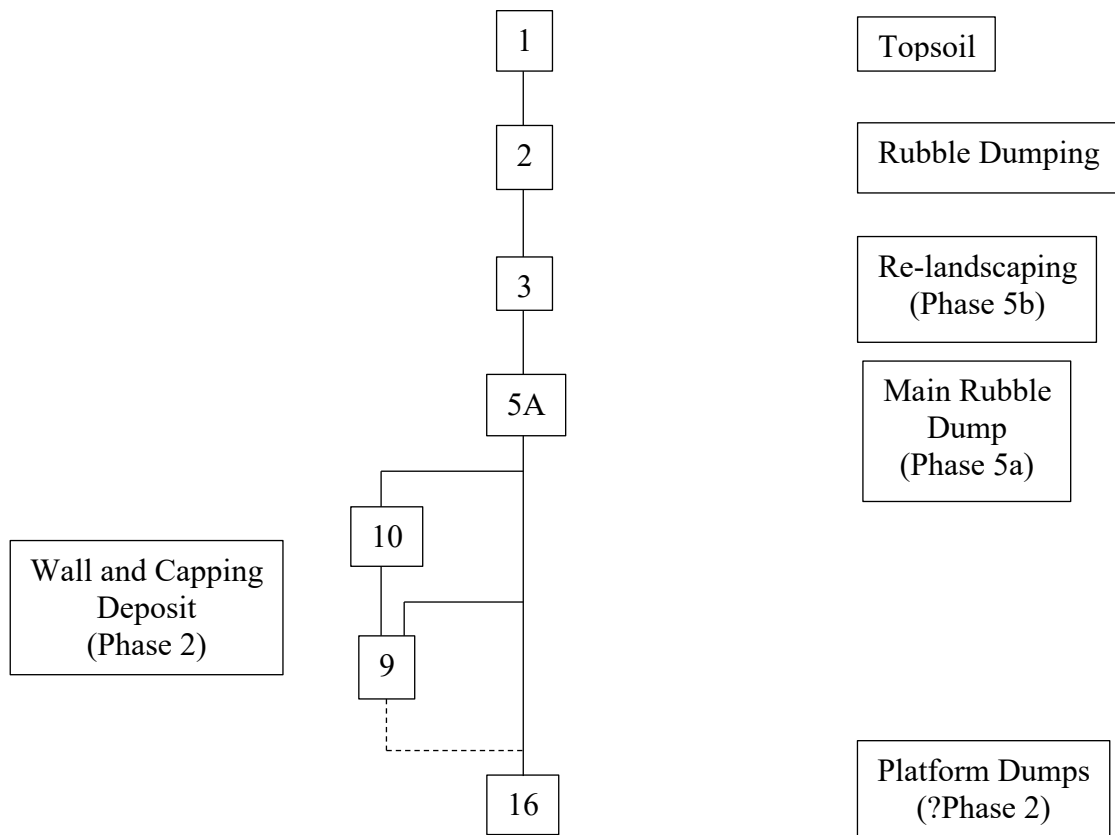 1
Topsoil
2
Rubble Dumping
3
Re-landscaping
(Phase 5b)
5A
Main Rubble
Dump
(Phase 5a)
10
Wall and Capping
Deposit
(Phase 2)
9
16
Platform Dumps
(?Phase 2)